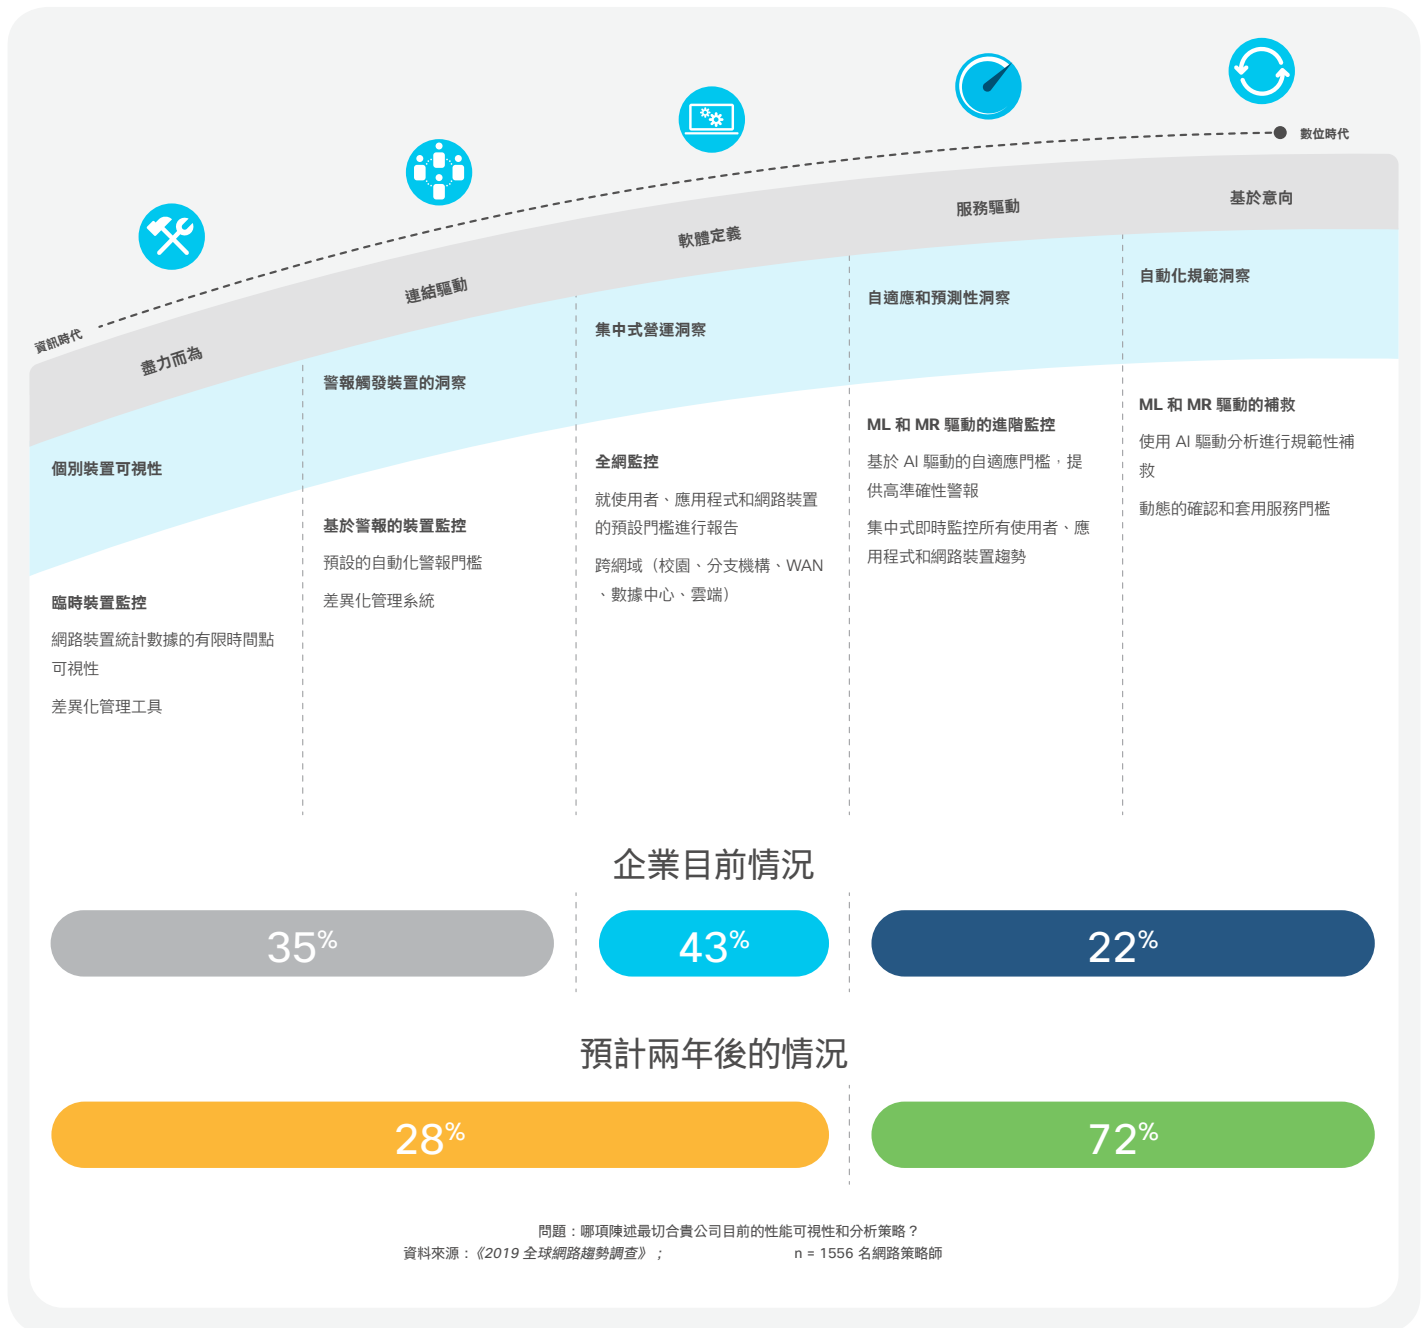 資訊時代
數位時代
盡力而為
連結驅動
軟體定義
服務驅動
基於意向
個別裝置可視性
臨時裝置監控
網路裝置統計數據的有限時間點
可視性
差異化管理工具
警報觸發裝置的洞察
基於警報的裝置監控
預設的自動化警報門檻
差異化管理系統
集中式營運洞察
全網監控
就使用者、應用程式和網路裝置
的預設門檻進行報告
跨網域（校園、分支機構、WAN
、數據中心、雲端）
自適應和預測性洞察
ML 和 MR 驅動的進階監控
基於 AI 驅動的自適應門檻，提
供高準確性警報
集中式即時監控所有使用者、應
用程式和網路裝置趨勢
自動化規範洞察
ML 和 MR 驅動的補救
使用 AI 驅動分析進行規範性補
救
動態的確認和套用服務門檻
企業目前情況
35%
43%
22%
預計兩年後的情況
28%
72%
問題：哪項陳述最切合貴公司目前的性能可視性和分析策略？
資料來源：《2019 全球網路趨勢調查》； n = 1556 名網路策略師